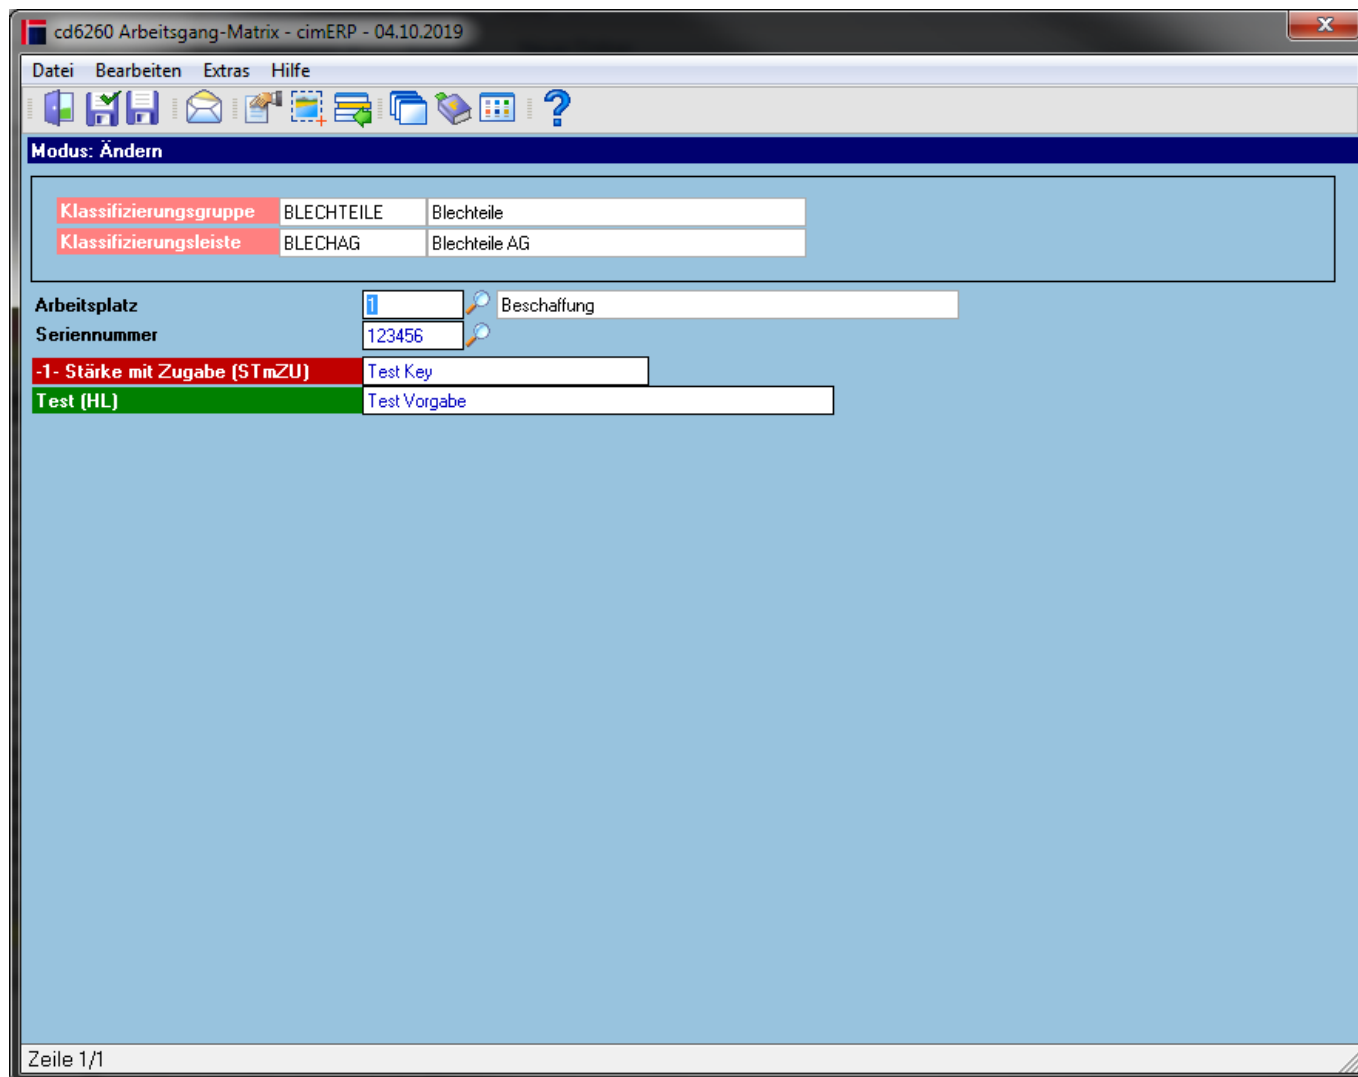 cd6260 Arbeitsgang-Matrix - cimERP - 04.10.2019
Datei Bearbeiten Extras Hilfe
Modus: Ändern
Klassifizierungsgruppe BLECHTEILE Blechteile
Klassifizierungsleiste BLECHAG Blechteile AG
Arbeitsplatz 1 Beschaffung
Seriennummer 123456
-1- Stärke mit Zugabe (STmZU) Test Key
Test (HL) Test Vorgabe
Zeile 1/1